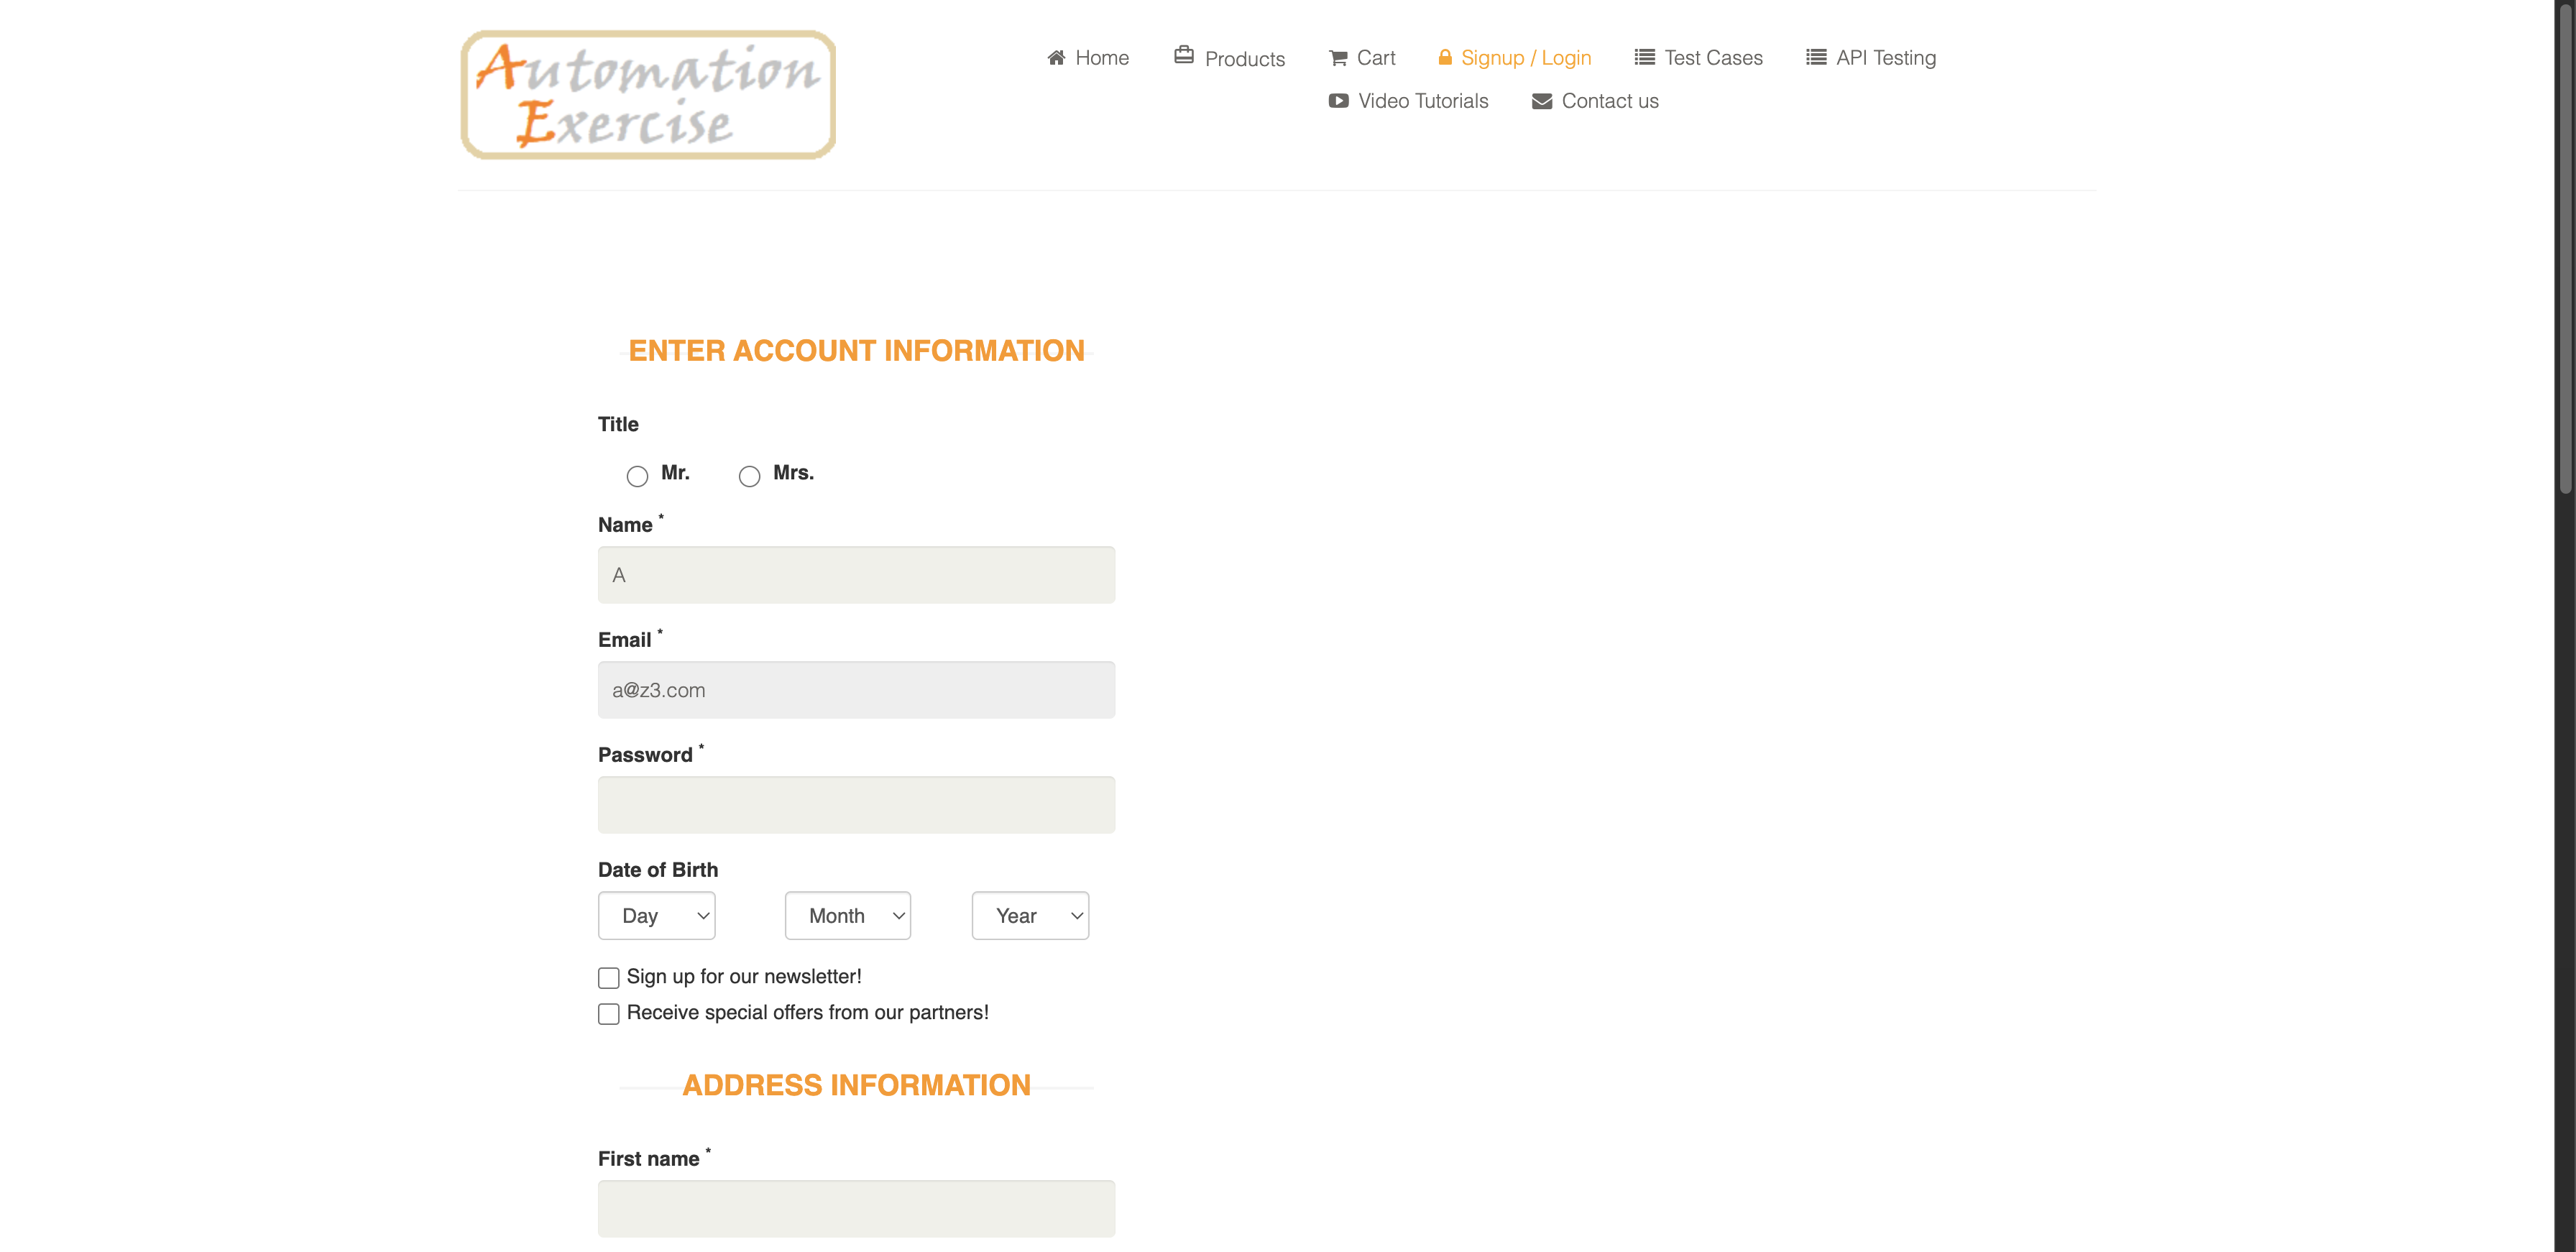 Automation
Exercise
Home Products Cart Signup / Login Test Cases API Testing
Video Tutorials Contact us
ENTER ACCOUNT INFORMATION
Title
Mr. Mrs.
Name *
A
Email *
a@z3.com
Password *
Date of Birth
Day Month Year
Sign up for our newsletter!
Receive special offers from our partners!
ADDRESS INFORMATION
First name *